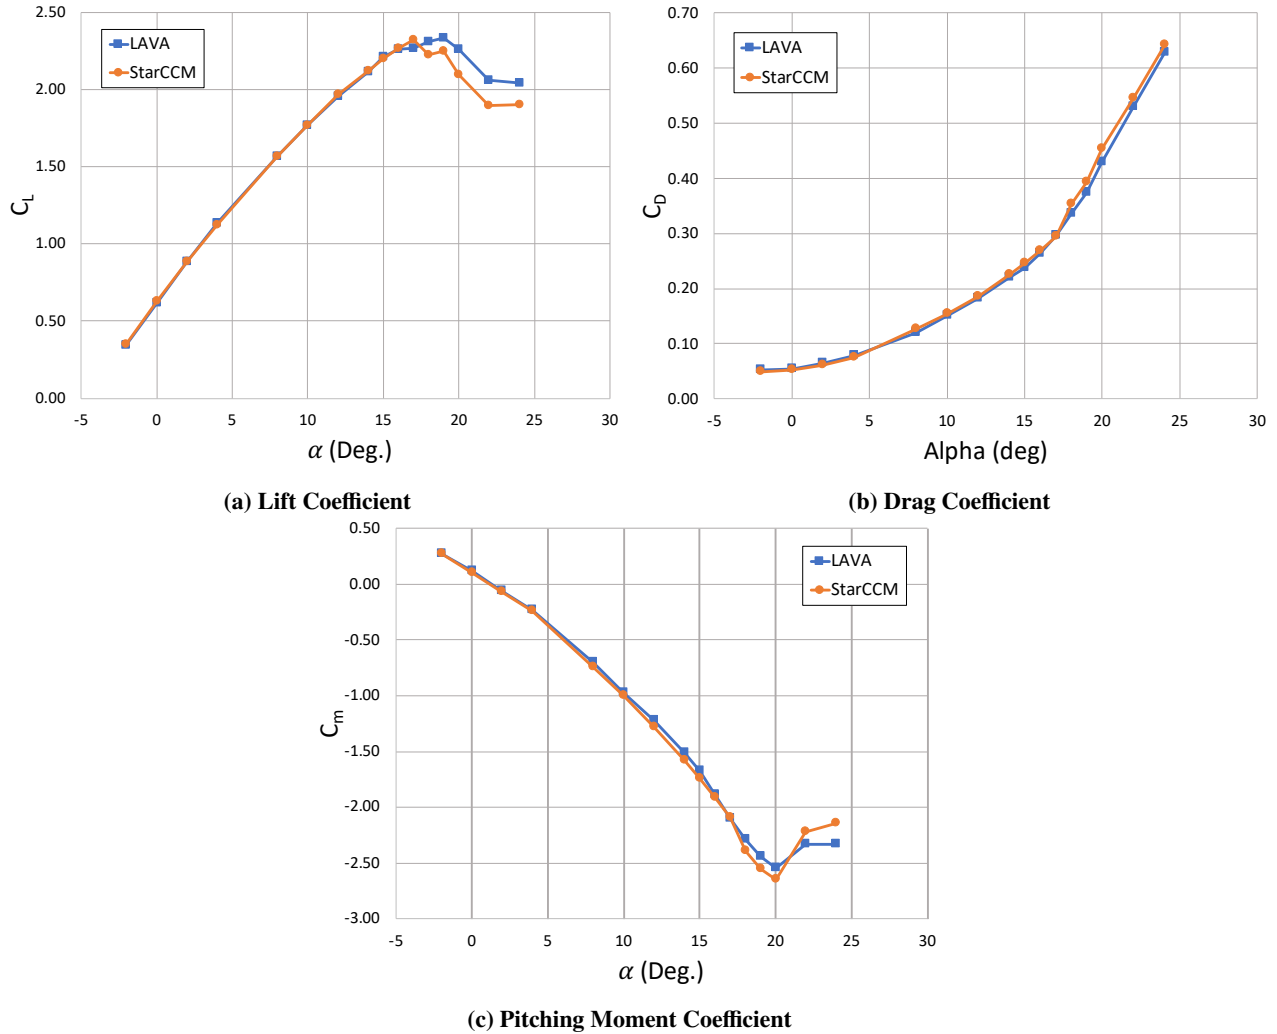 2.50
2.00
1.50
1.00
0.50
0.00
-5 0 5 10 15 20 25 30
C_L
α (Deg.)
LAVA
StarCCM
(a) Lift Coefficient
0.70
0.60
0.50
0.40
0.30
0.20
0.10
0.00
-5 0 5 10 15 20 25 30
C_D
Alpha (deg)
LAVA
StarCCM
(b) Drag Coefficient
0.50
0.00
-0.50
-1.00
-1.50
-2.00
-2.50
-3.00
-5 0 5 10 15 20 25 30
C_m
α (Deg.)
LAVA
StarCCM
(c) Pitching Moment Coefficient